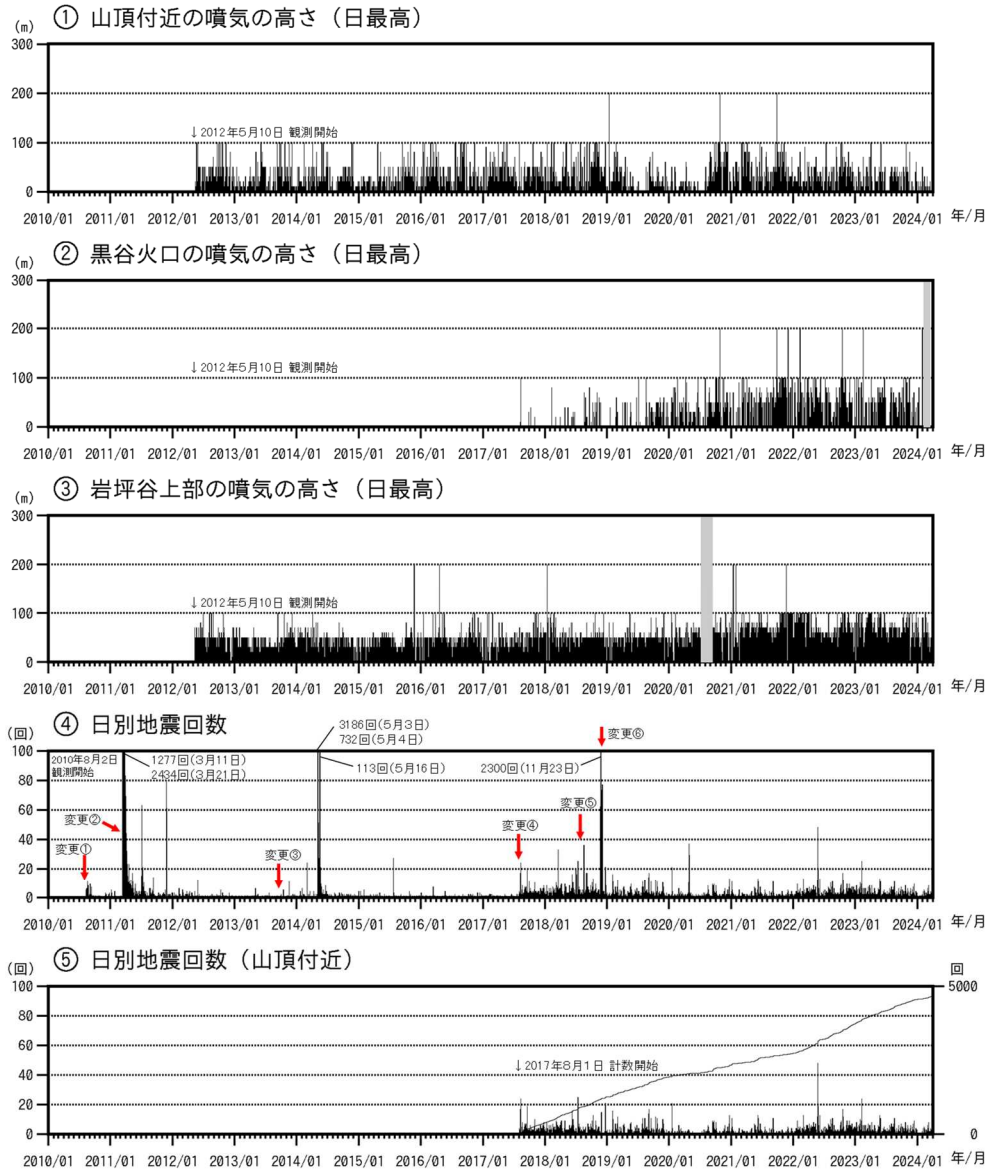 ① 山頂付近の噴気の高さ（日最高）
(m)
300
200
100
0
↓2012年5月10日 観測開始
2010/01 2011/01 2012/01 2013/01 2014/01 2015/01 2016/01 2017/01 2018/01 2019/01 2020/01 2021/01 2022/01 2023/01 2024/01 年/月
② 黒谷火口の噴気の高さ（日最高）
(m)
300
200
100
0
↓2012年5月10日 観測開始
2010/01 2011/01 2012/01 2013/01 2014/01 2015/01 2016/01 2017/01 2018/01 2019/01 2020/01 2021/01 2022/01 2023/01 2024/01 年/月
③ 岩坪谷上部の噴気の高さ（日最高）
(m)
300
200
100
0
↓2012年5月10日 観測開始
2010/01 2011/01 2012/01 2013/01 2014/01 2015/01 2016/01 2017/01 2018/01 2019/01 2020/01 2021/01 2022/01 2023/01 2024/01 年/月
④ 日別地震回数
(回)
100
80
60
40
20
0
2010年8月2日
観測開始
1277回(3月11日)
2434回(3月21日)
3186回(5月3日)
732回(5月4日)
113回(5月16日)
2300回(11月23日)
変更①
変更②
変更③
変更④
変更⑤
変更⑥
2010/01 2011/01 2012/01 2013/01 2014/01 2015/01 2016/01 2017/01 2018/01 2019/01 2020/01 2021/01 2022/01 2023/01 2024/01 年/月
⑤ 日別地震回数（山頂付近）
(回)
100
80
60
40
20
0
↓2017年8月1日 計数開始
回
5000
0
2010/01 2011/01 2012/01 2013/01 2014/01 2015/01 2016/01 2017/01 2018/01 2019/01 2020/01 2021/01 2022/01 2023/01 2024/01 年/月